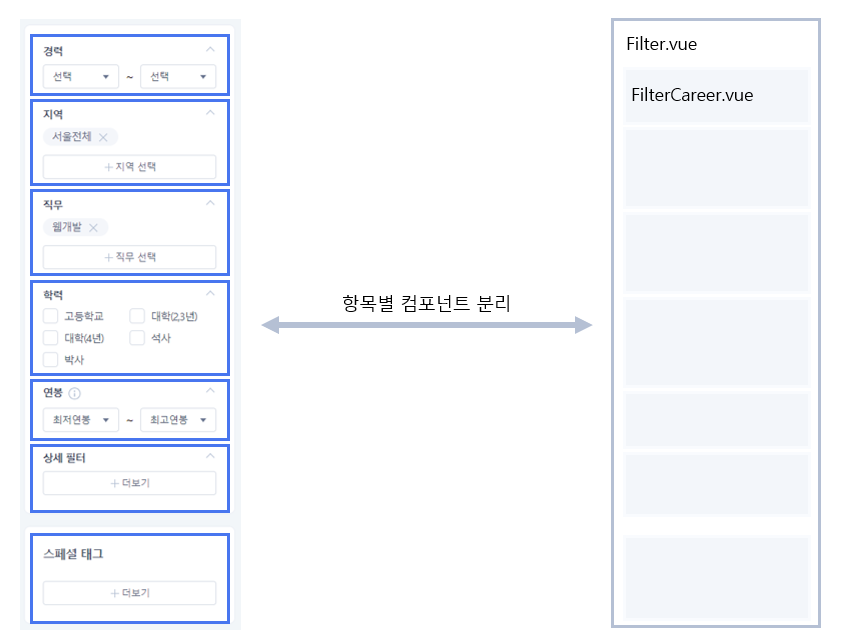 경력
선택 ~ 선택
지역
서울전체 ×
+ 지역 선택
직무
웹개발 ×
+ 직무 선택
학력
고등학교 대학(2,3년)
대학(4년) 석사
박사
연봉 ⓘ
최저연봉 ~ 최고연봉
상세 필터
+ 더보기
스페셜 태그
+ 더보기
항목별 컴포넌트 분리
Filter.vue
FilterCareer.vue